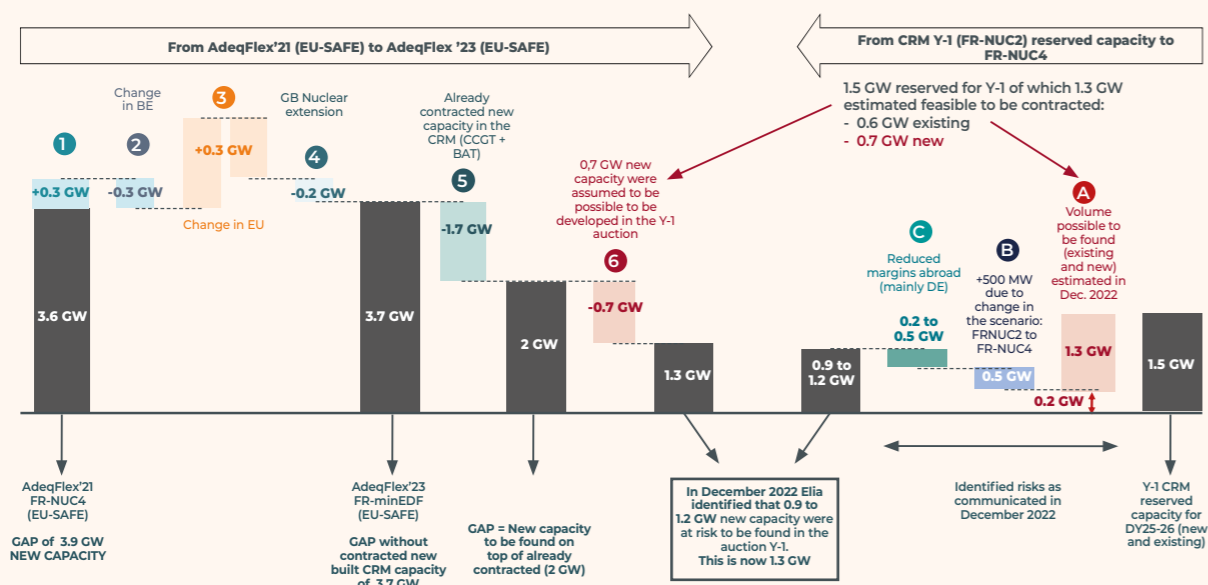 From AdeqFlex'21 (EU-SAFE) to AdeqFlex '23 (EU-SAFE)
From CRM Y-1 (FR-NUC2) reserved capacity to
FR-NUC4
1.5 GW reserved for Y-1 of which 1.3 GW
estimated feasible to be contracted:
- 0.6 GW existing
- 0.7 GW new
1
+0.3 GW
3.6 GW
Change
in BE
2
-0.3 GW
3
+0.3 GW
Change in EU
GB Nuclear
extension
4
-0.2 GW
3.7 GW
Already
contracted new
capacity in the
CRM (CCGT +
BAT)
5
-1.7 GW
2 GW
0,7 GW new
capacity were
assumed to be
possible to be
developed in the Y-1
auction
6
-0.7 GW
1.3 GW
0.9 to
1.2 GW
C
Reduced
margins abroad
(mainly DE)
0.2 to
0.5 GW
B
+500 MW
due to
change in
the scenario:
FRNUC2 to
FR-NUC4
0.5 GW
A
Volume
possible to
be found
(existing
and new)
estimated in
Dec. 2022
1.3 GW
0.2 GW
1.5 GW
AdeqFlex'21
FR-NUC4
(EU-SAFE)
GAP of 3.9 GW
NEW CAPACITY
AdeqFlex'23
FR-minEDF
(EU-SAFE)
GAP without
contracted new
built CRM capacity
of 3.7 GW
GAP = New capacity
to be found on
top of already
contracted (2 GW)
In December 2022 Elia
identified that 0.9 to
1.2 GW new capacity were
at risk to be found in the
auction Y-1.
This is now 1.3 GW
Identified risks as
communicated in
December 2022
Y-1 CRM
reserved
capacity for
DY25-26 (new
and existing)